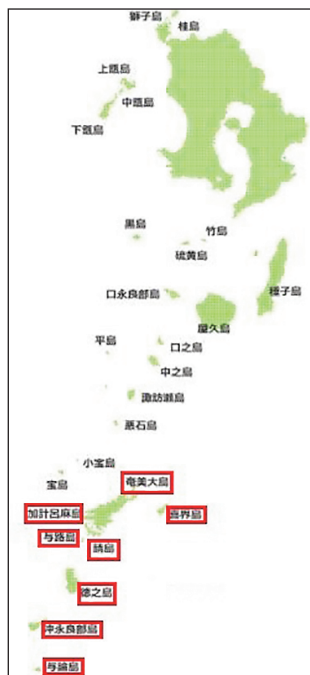 獅子島
桂島
上甑島
中甑島
下甑島
黒島
竹島
硫黄島
口永良部島
種子島
屋久島
平島
口之島
中之島
諏訪瀬島
悪石島
小宝島
宝島
奄美大島
加計呂麻島
喜界島
与路島
請島
徳之島
沖永良部島
与論島